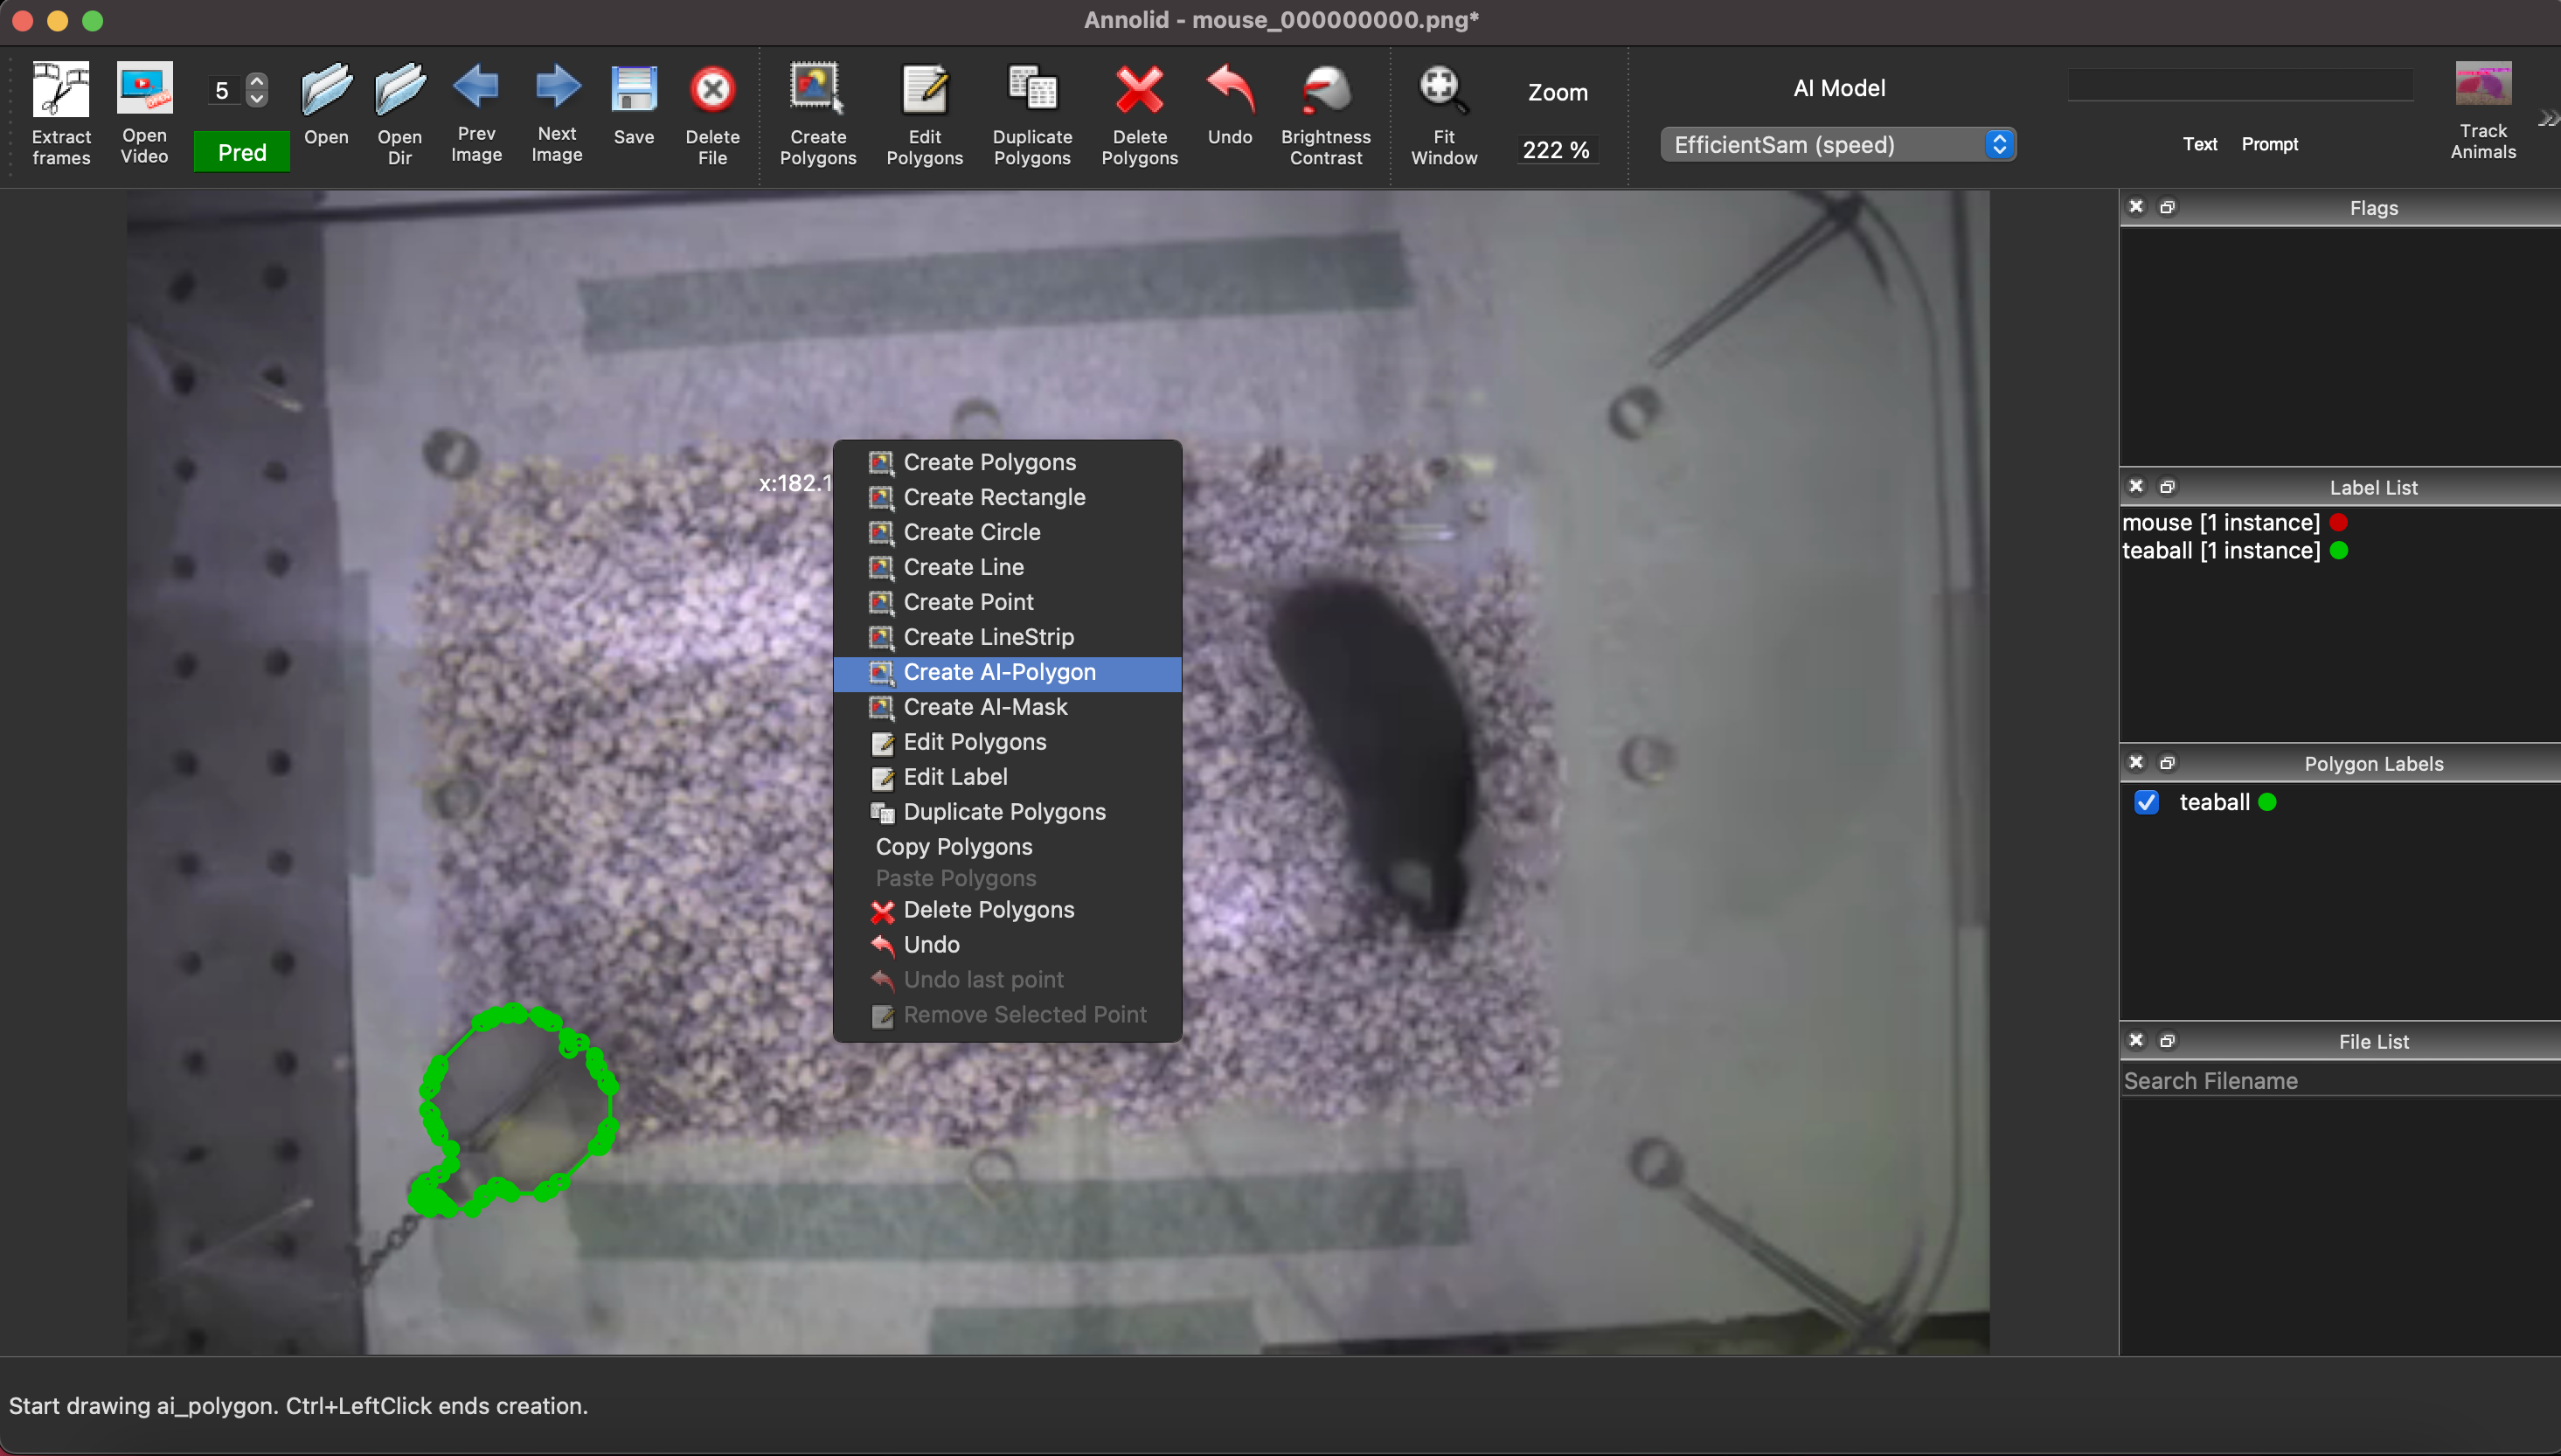 Annolid - mouse_000000000.png*
Extract frames
Open Video
5
Pred
Open
Open Dir
Prev Image
Next Image
Save
Delete File
Create Polygons
Edit Polygons
Duplicate Polygons
Delete Polygons
Undo
Brightness Contrast
Fit Window
Zoom
222 %
AI Model
EfficientSam (speed)
Text Prompt
Track Animals
x:182.1
Create Polygons
Create Rectangle
Create Circle
Create Line
Create Point
Create LineStrip
Create AI-Polygon
Create AI-Mask
Edit Polygons
Edit Label
Duplicate Polygons
Copy Polygons
Paste Polygons
Delete Polygons
Undo
Undo last point
Remove Selected Point
Flags
Label List
mouse [1 instance]
teaball [1 instance]
Polygon Labels
teaball
File List
Search Filename
Start drawing ai_polygon. Ctrl+LeftClick ends creation.